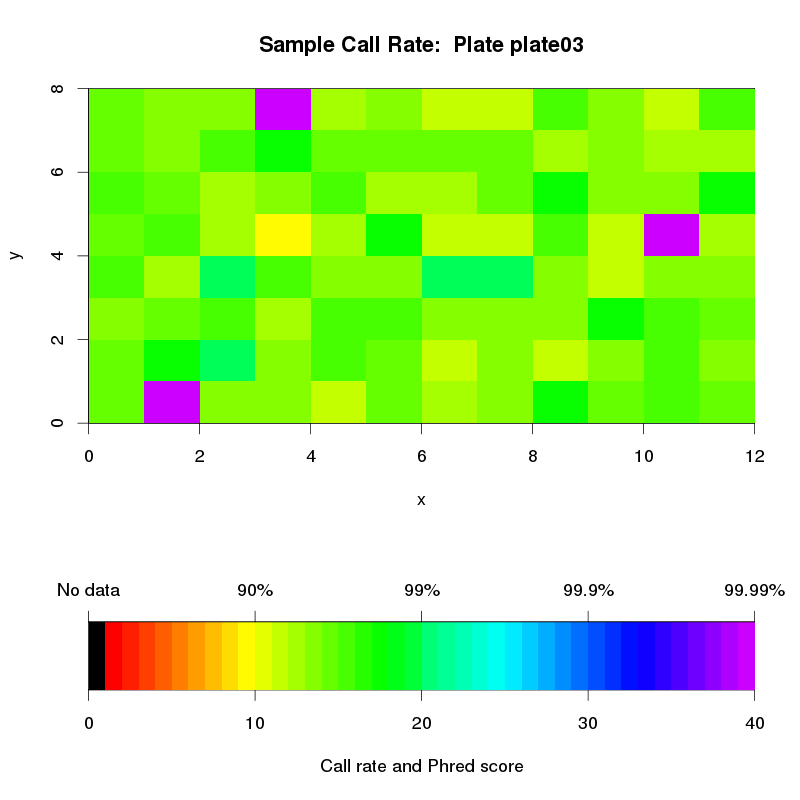 Sample Call Rate:  Plate plate03
8
6
4
2
0
y
0 2 4 6 8 10 12
x
No data 90% 99% 99.9% 99.99%
0 10 20 30 40
Call rate and Phred score